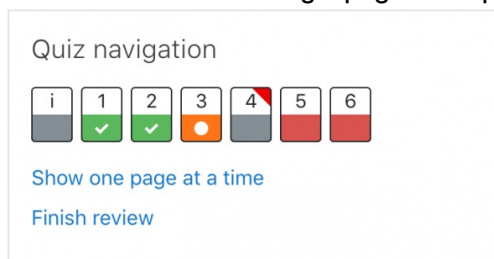 Quiz navigation
i 1 2 3 4 5 6
Show one page at a time
Finish review